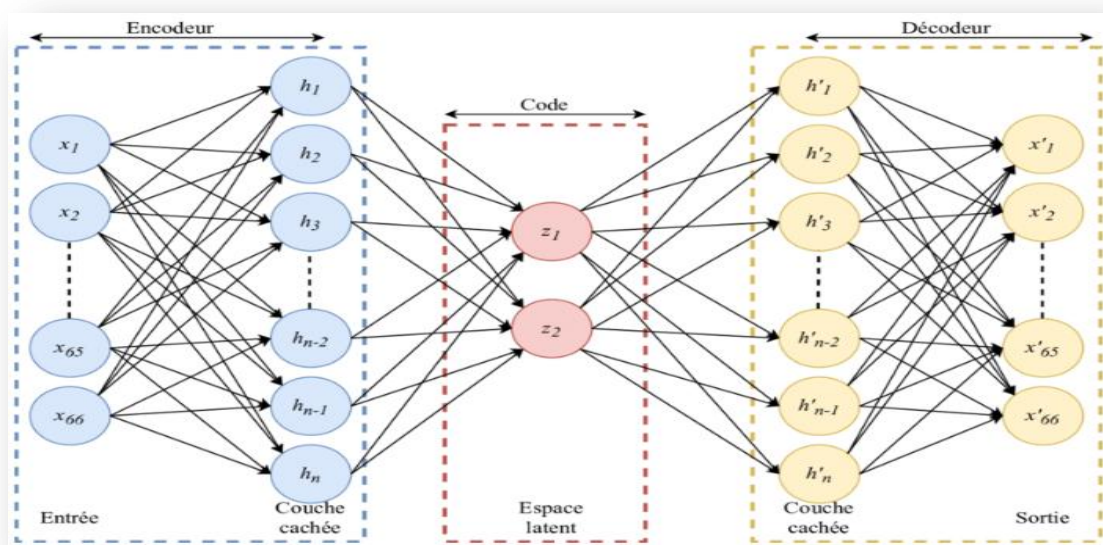 Encodeur
Décodeur
Code
x1
x2
x65
x66
h1
h2
h3
hn-2
hn-1
hn
z1
z2
h'1
h'2
h'3
h'n-2
h'n-1
h'n
x'1
x'2
x'65
x'66
Entrée
Couche
cachée
Espace
latent
Couche
cachée
Sortie